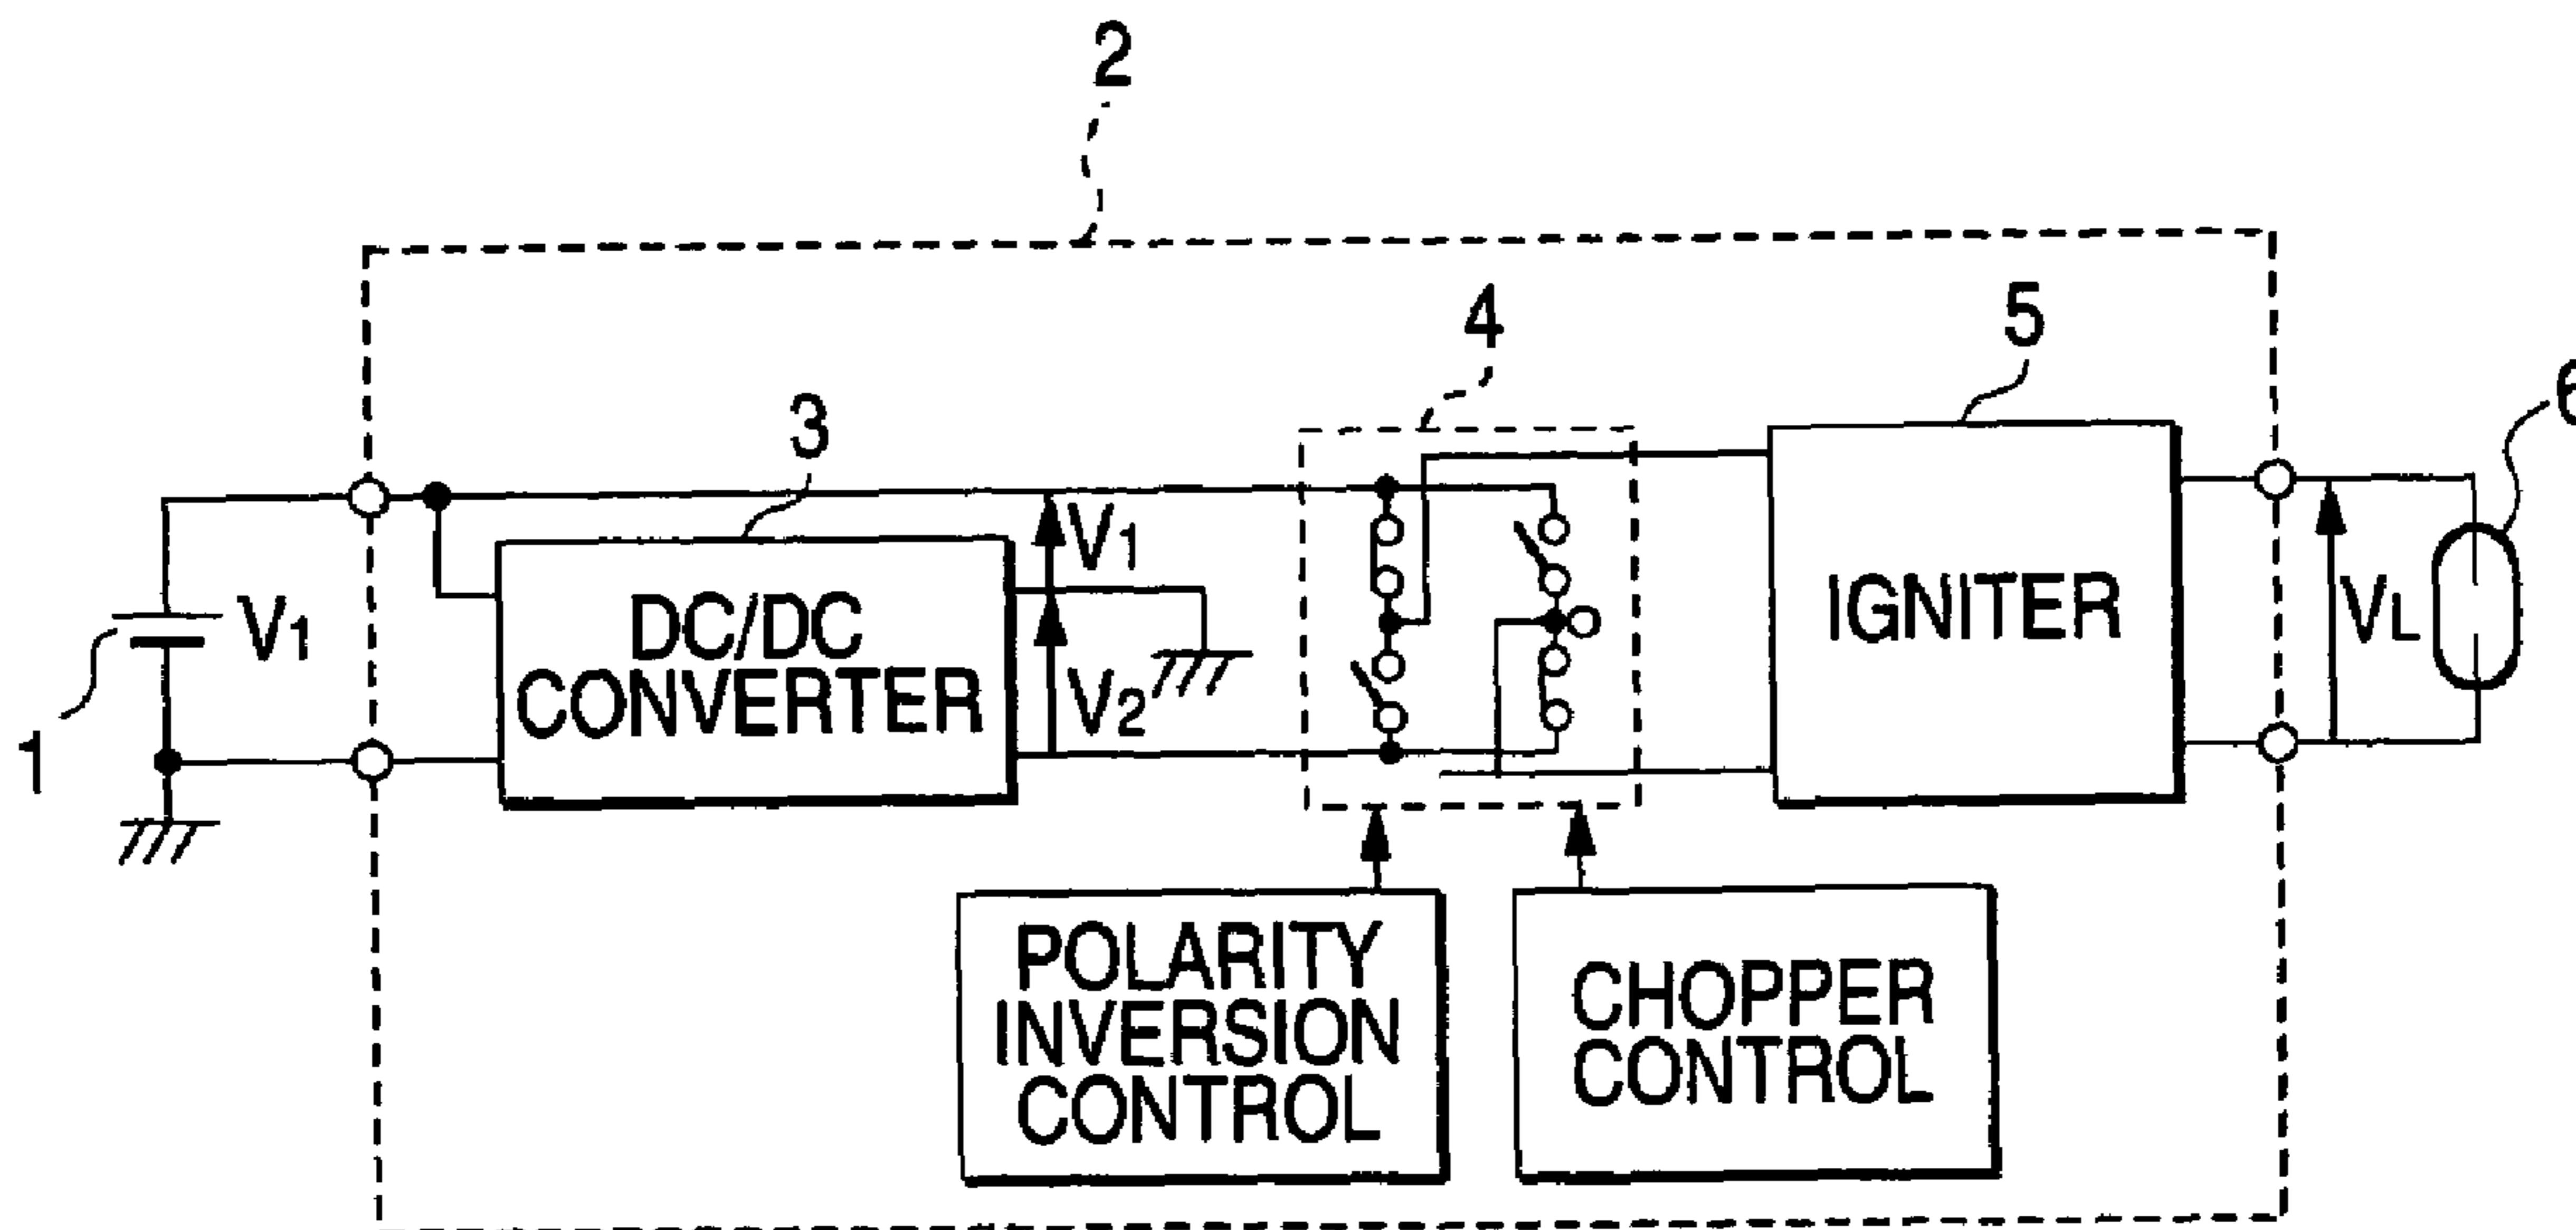 2
4
5
3
6
V1
V1
DC/DC
CONVERTER
V2
IGNITER
VL
1
POLARITY
INVERSION
CONTROL
CHOPPER
CONTROL